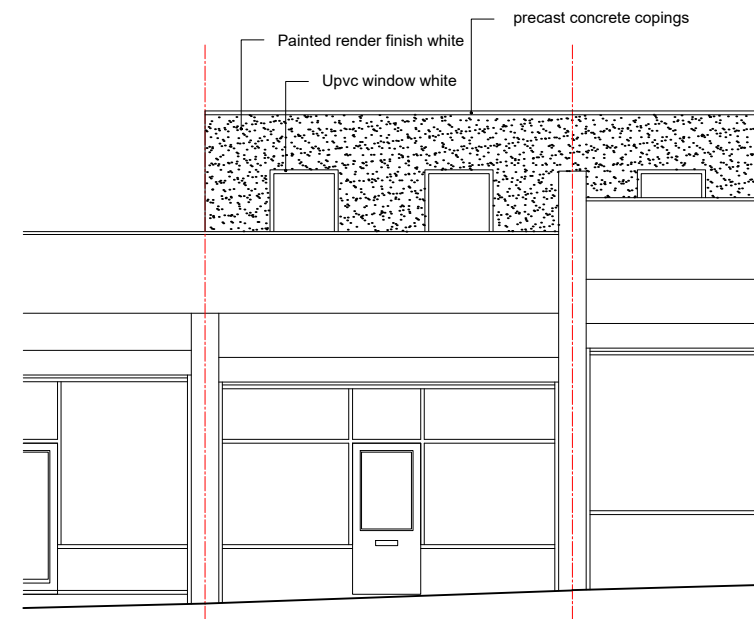 precast concrete copings
Painted render finish white
Upvc window white